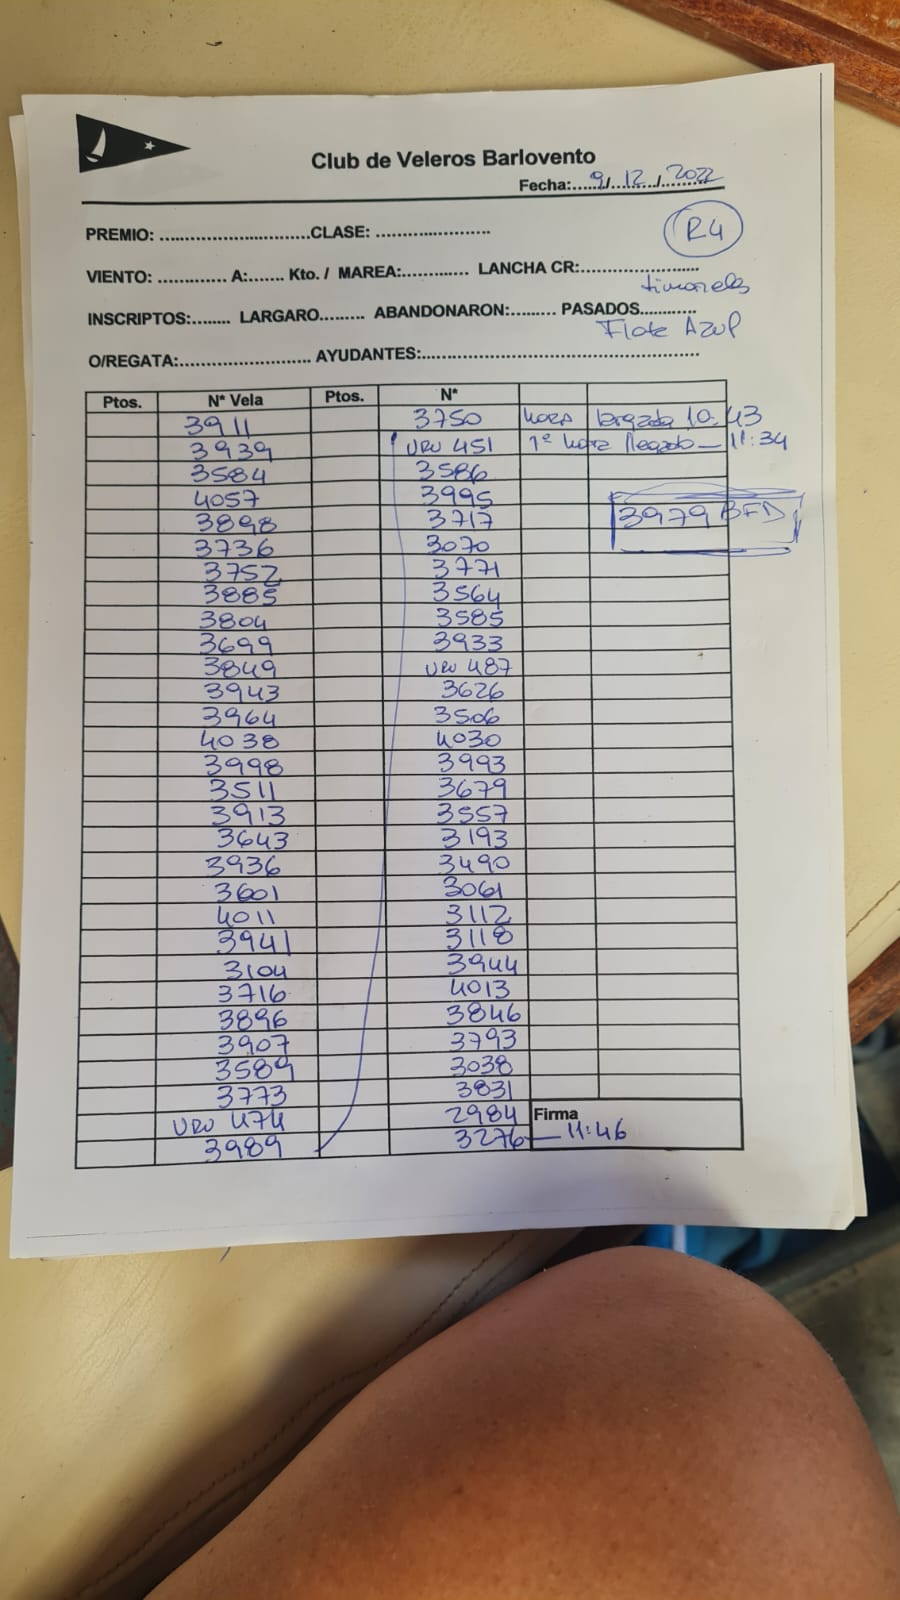 Club de Veleros Barlovento
Fecha:......9./..12../..2022
PREMIO: ............................CLASE: .....................
R4
VIENTO: ............. A:....... Kto. / MAREA:............. LANCHA CR:.......................
timoneles
INSCRIPTOS:........ LARGARO......... ABANDONARON:......... PASADOS...........
Flota Azul
O/REGATA:......................... AYUDANTES:.....................................................
Ptos. N* Vela Ptos. N*
3911 3750 HORA largada 10:43
3939 URU 451 1ª hora llegada — 11:34
3584 3586
4057 3995
3898 3717 3979 BFD
3736 3070
3752 3771
3885 3564
3804 3585
3699 3933
3849 URU 487
3943 3626
3964 3506
4038 4030
3998 3993
3511 3679
3913 3557
3643 3193
3936 3490
3601 3061
4011 3112
3941 3118
3104 3944
3716 4013
3896 3846
3907 3793
3589 3038
3773 3831
URU 474 2984 Firma
3989 3276 — 11:46